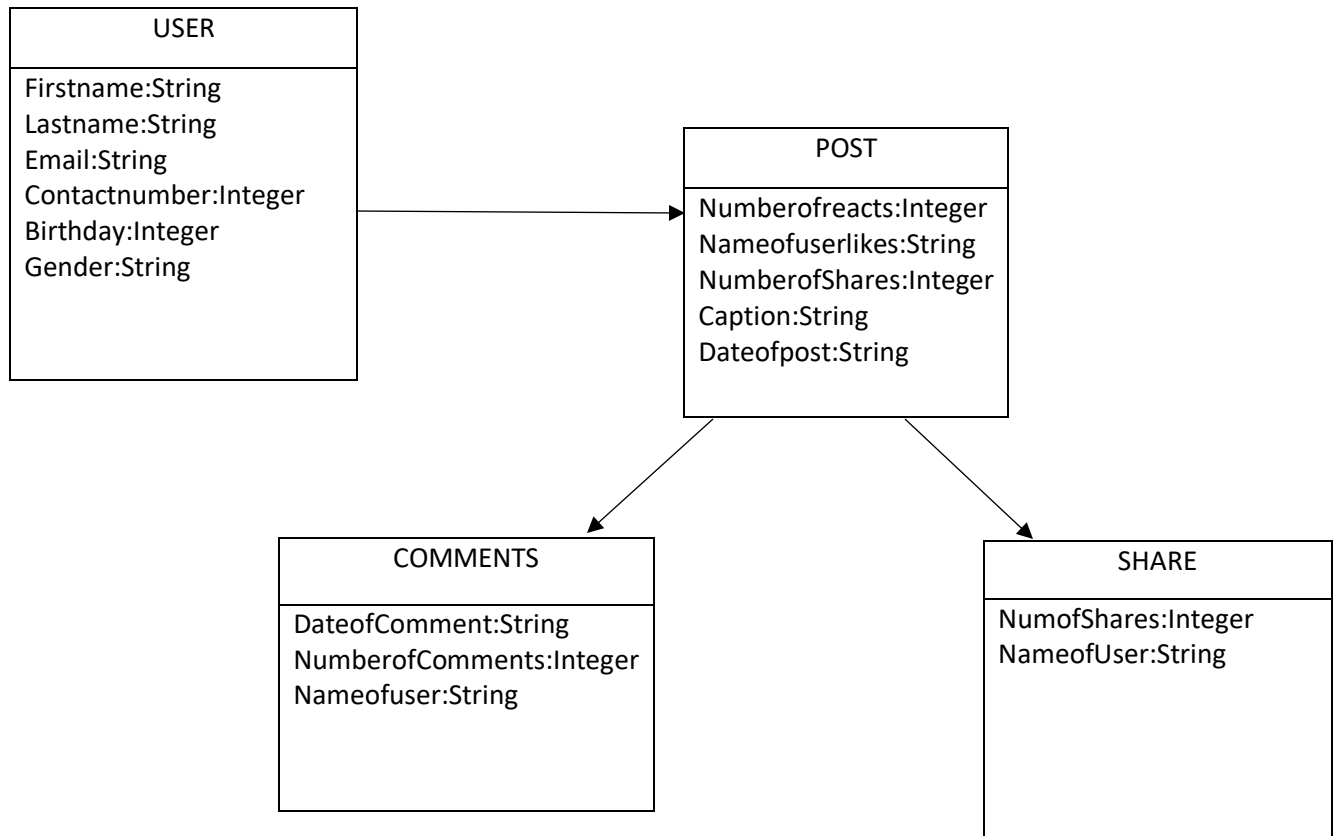 USER
Firstname:String
Lastname:String
Email:String
Contactnumber:Integer
Birthday:Integer
Gender:String
POST
Numberofreacts:Integer
Nameofuserlikes:String
NumberofShares:Integer
Caption:String
Dateofpost:String
COMMENTS
DateofComment:String
NumberofComments:Integer
Nameofuser:String
SHARE
NumofShares:Integer
NameofUser:String